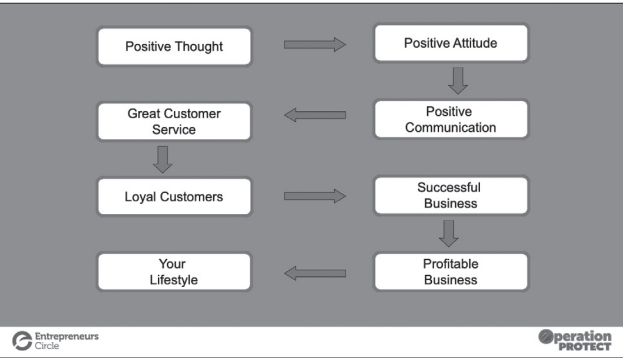 Positive Thought
Positive Attitude
Positive
Communication
Great Customer
Service
Loyal Customers
Successful
Business
Profitable
Business
Your
Lifestyle
Entrepreneurs
Circle
Operation
PROTECT